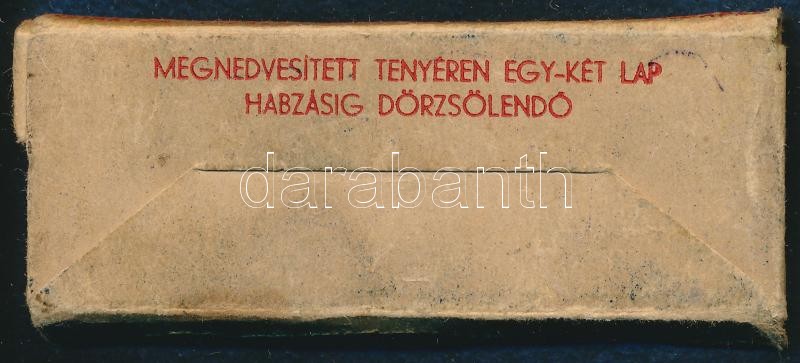 MEGNEDVESÍTETT TENYÉREN EGY-KÉT LAP
HABZÁSIG DÖRZSÖLENDŐ
darabanth